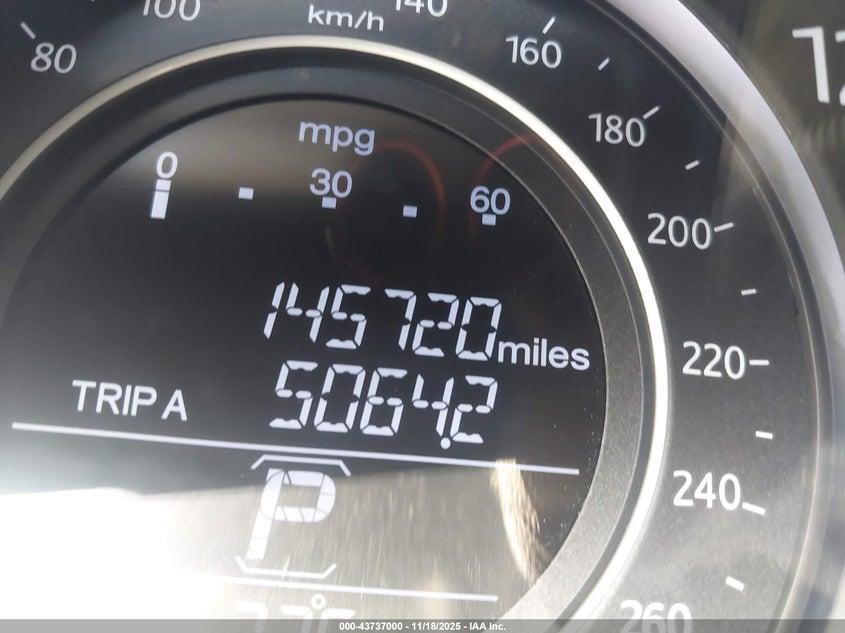 80 100 km/h 140 160 180 200 220 240 260
mpg
0 30 60
145720 miles
TRIP A 5064.2
P
000-43737000 - 11/18/2025 - IAA Inc.